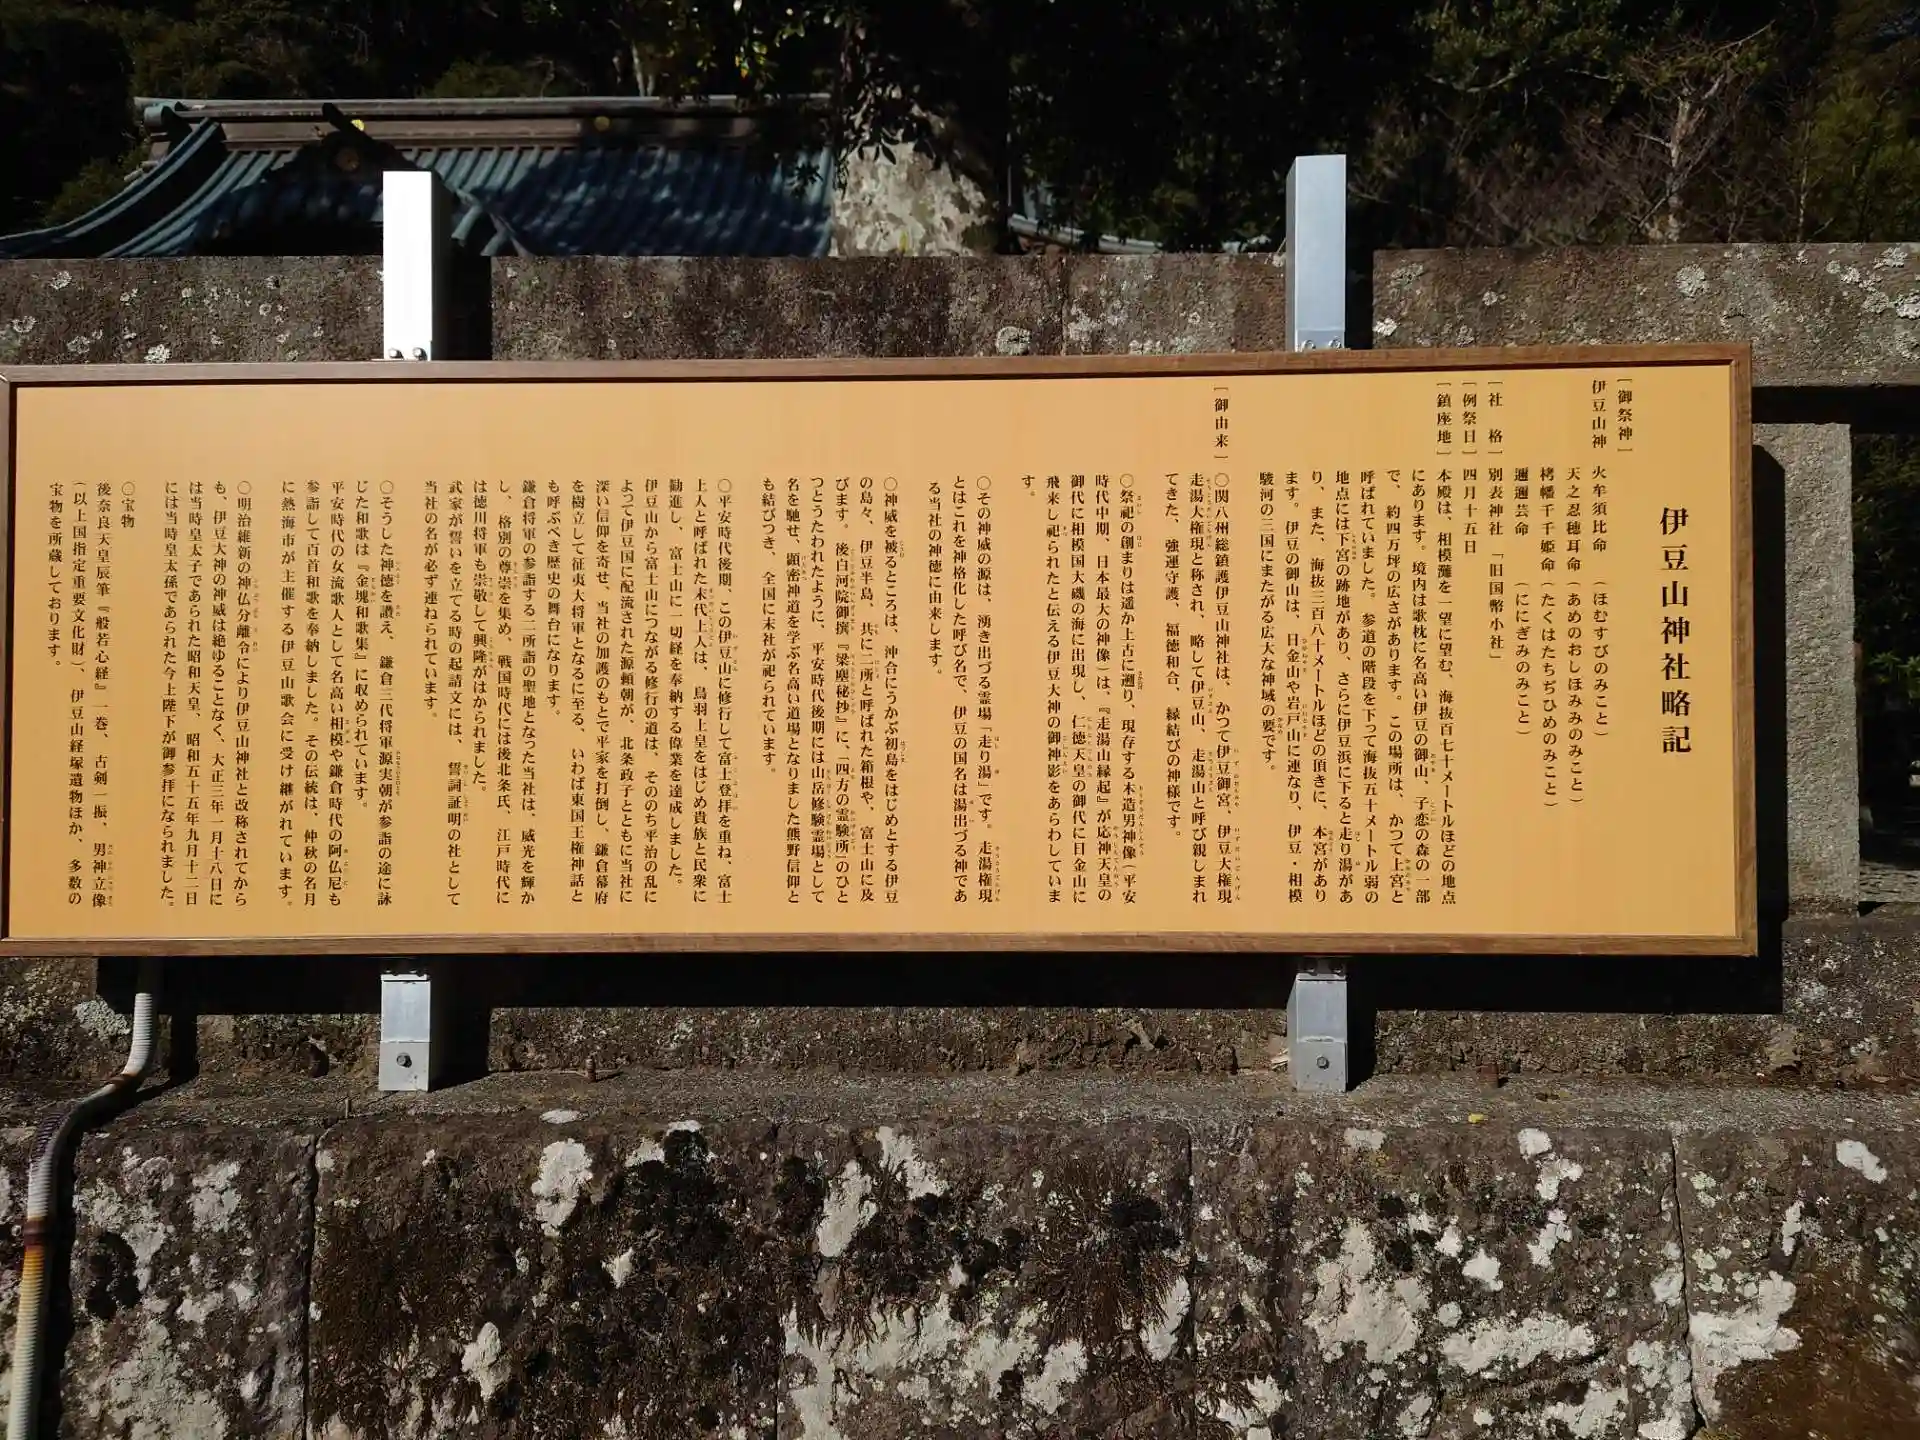 伊豆山神社略記
［御祭神］
伊豆山神　火牟須比命　（ほむすびのみこと）
天之忍穂耳命　（あめのおしほみみのみこと）
栲幡千千姫命　（たくはたちぢひめのみこと）
邇邇芸命　（ににぎみのみこと）
［社　格］　別表神社　「旧国幣小社」
［例祭日］　四月十五日
［鎮座地］　本殿は、相模灘を一望に望む、海抜百七十メートルほどの地点
にあります。境内は歌枕に名高い伊豆の御山、子恋の森の一部
で、約四万坪の広さがあります。この場所は、かつて上宮と
呼ばれていました。参道の階段を下って海抜五十メートル弱の
地点には下宮の跡地があり、さらに伊豆浜に下ると走り湯があ
り、また、海抜三百八十メートルほどの頂きに、本宮があり
ます。伊豆の御山は、日金山や岩戸山に連なり、伊豆・相模
駿河の三国にまたがる広大な神域の要です。
［御由来］　〇関八州総鎮護伊豆山神社は、かつて伊豆御宮、伊豆大権現
走湯大権現と称され、略して伊豆山、走湯山と呼び親しまれ
てきた、強運守護、福徳和合、縁結びの神様です。
〇祭祀の創まりは遥か上古に遡り、現存する木造男神像（平安
時代中期、日本最大の神像）は、『走湯山縁起』が応神天皇の
御代に相模国大磯の海に出現し、仁徳天皇の御代に日金山に
飛来し祀られたと伝える伊豆大神の御神影をあらわしていま
す。
〇その神威の源は、湧き出づる霊場「走り湯」です。走湯権現
とはこれを神格化した呼び名で、伊豆の国名は湯出づる神であ
る当社の神徳に由来します。
〇神威を被るところは、沖合にうかぶ初島をはじめとする伊豆
の島々、伊豆半島、共に二所と呼ばれた箱根や、富士山に及
びます。後白河院御撰『梁塵秘抄』に、「四方の霊験所」のひと
つとうたわれたように、平安時代後期には山岳修験霊場として
名を馳せ、顕密神道を学ぶ名高い道場となりました熊野信仰と
も結びつき、全国に末社が祀られています。
〇平安時代後期、この伊豆山に修行して富士登拝を重ね、富士
上人と呼ばれた末代上人は、鳥羽上皇をはじめ貴族と民衆に
勧進し、富士山に一切経を奉納する偉業を達成しました。
伊豆山から富士山につながる修行の道は、そののち平治の乱に
よって伊豆国に配流された源頼朝が、北条政子とともに当社に
深い信仰を寄せ、当社の加護のもとで平家を打倒し、鎌倉幕府
を樹立して征夷大将軍となるに至る、いわば東国王権神話と
も呼ぶべき歴史の舞台になります。
鎌倉将軍の参詣する二所詣の聖地となった当社は、威光を輝か
し、格別の尊崇を集め、戦国時代には後北条氏、江戸時代に
は徳川将軍も崇敬して興隆がはかられました。
武家が誓いを立てる時の起請文には、誓詞証明の社として
当社の名が必ず連ねられています。
〇そうした神徳を讃え、鎌倉三代将軍源実朝が参詣の途に詠
じた和歌は『金塊和歌集』に収められています。
平安時代の女流歌人として名高い相模や鎌倉時代の阿仏尼も
参詣して百首和歌を奉納しました。その伝統は、仲秋の名月
に熱海市が主催する伊豆山歌会に受け継がれています。
〇明治維新の神仏分離令により伊豆山神社と改称されてから
も、伊豆大神の神威は絶ゆることなく、大正三年一月十八日に
は当時皇太子であられた昭和天皇、昭和五十五年九月十二日
には当時皇太孫であられた今上陛下が御参拝になられました。
〇宝物
後奈良天皇宸筆『般若心経』一巻、古剣一振、男神立像
（以上国指定重要文化財）、伊豆山経塚遺物ほか、多数の
宝物を所蔵しております。